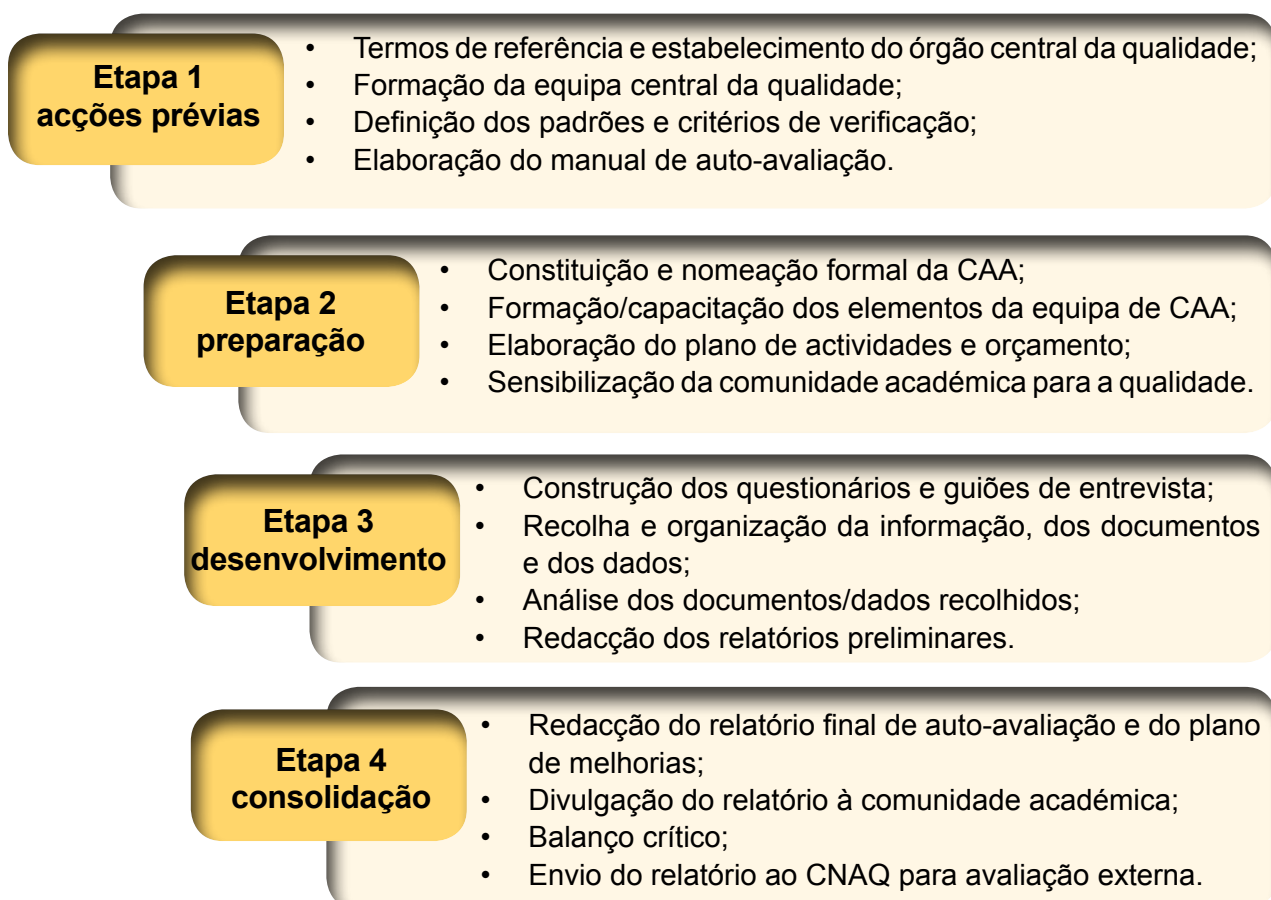 Etapa 1
acções prévias
• Termos de referência e estabelecimento do órgão central da qualidade;
• Formação da equipa central da qualidade;
• Definição dos padrões e critérios de verificação;
• Elaboração do manual de auto-avaliação.
Etapa 2
preparação
• Constituição e nomeação formal da CAA;
• Formação/capacitação dos elementos da equipa de CAA;
• Elaboração do plano de actividades e orçamento;
• Sensibilização da comunidade académica para a qualidade.
Etapa 3
desenvolvimento
• Construção dos questionários e guiões de entrevista;
• Recolha e organização da informação, dos documentos
e dos dados;
• Análise dos documentos/dados recolhidos;
• Redacção dos relatórios preliminares.
Etapa 4
consolidação
• Redacção do relatório final de auto-avaliação e do plano
de melhorias;
• Divulgação do relatório à comunidade académica;
• Balanço crítico;
• Envio do relatório ao CNAQ para avaliação externa.